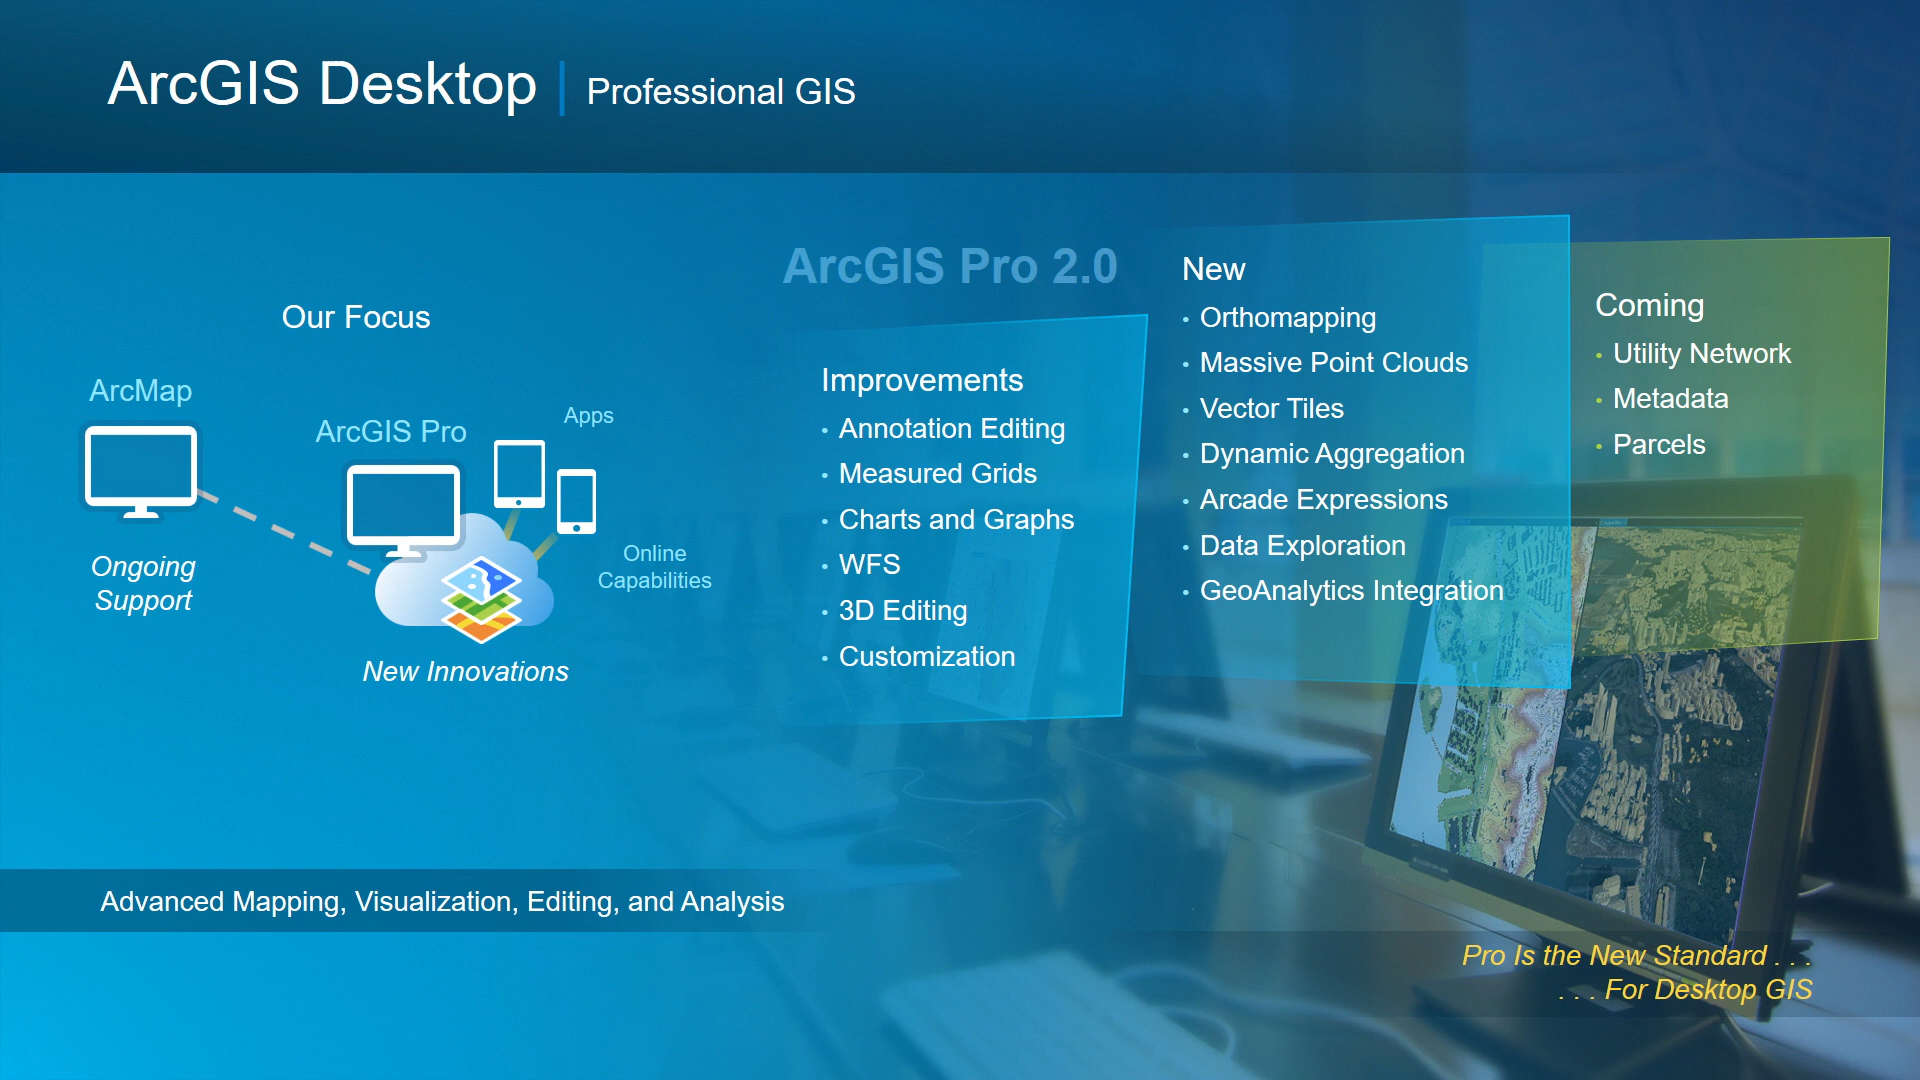 ArcGIS Desktop | Professional GIS
Our Focus
ArcMap
Ongoing
Support
ArcGIS Pro
Apps
Online
Capabilities
New Innovations
ArcGIS Pro 2.0
Improvements
• Annotation Editing
• Measured Grids
• Charts and Graphs
• WFS
• 3D Editing
• Customization
New
• Orthomapping
• Massive Point Clouds
• Vector Tiles
• Dynamic Aggregation
• Arcade Expressions
• Data Exploration
• GeoAnalytics Integration
Coming
• Utility Network
• Metadata
• Parcels
Advanced Mapping, Visualization, Editing, and Analysis
Pro Is the New Standard . . .
. . . For Desktop GIS